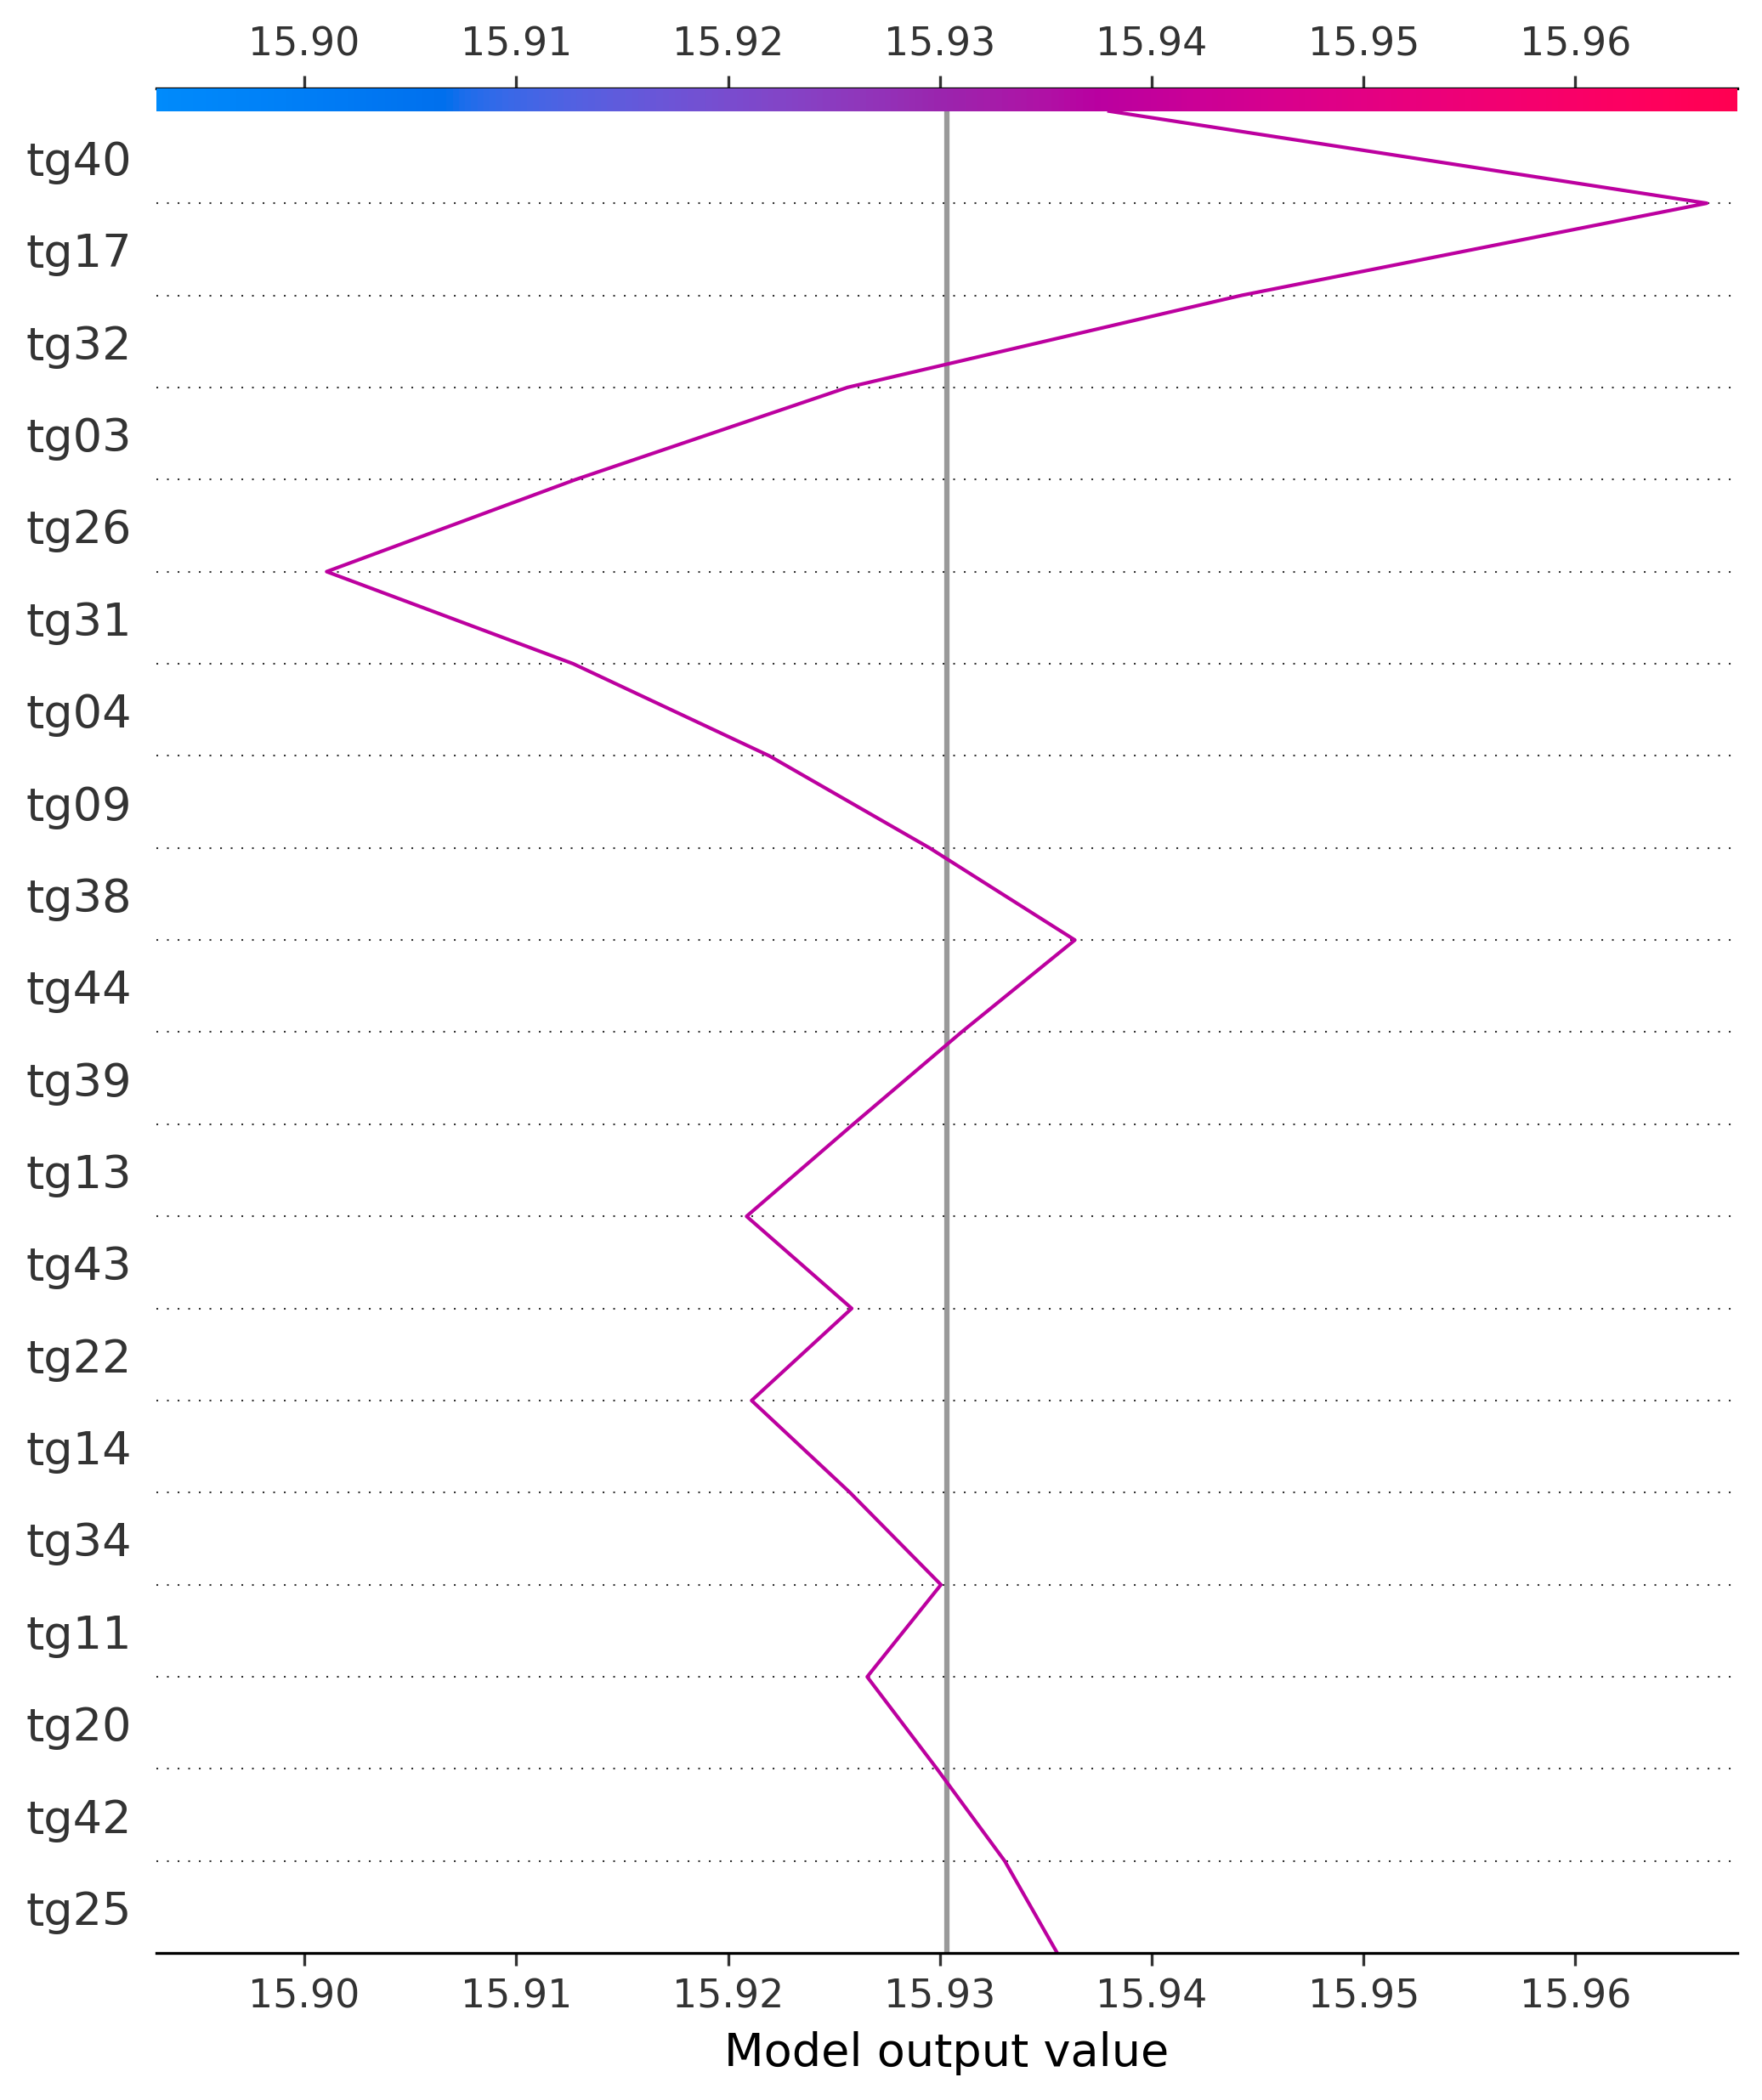 15.90 15.91 15.92 15.93 15.94 15.95 15.96
tg40
tg17
tg32
tg03
tg26
tg31
tg04
tg09
tg38
tg44
tg39
tg13
tg43
tg22
tg14
tg34
tg11
tg20
tg42
tg25
15.90 15.91 15.92 15.93 15.94 15.95 15.96
Model output value